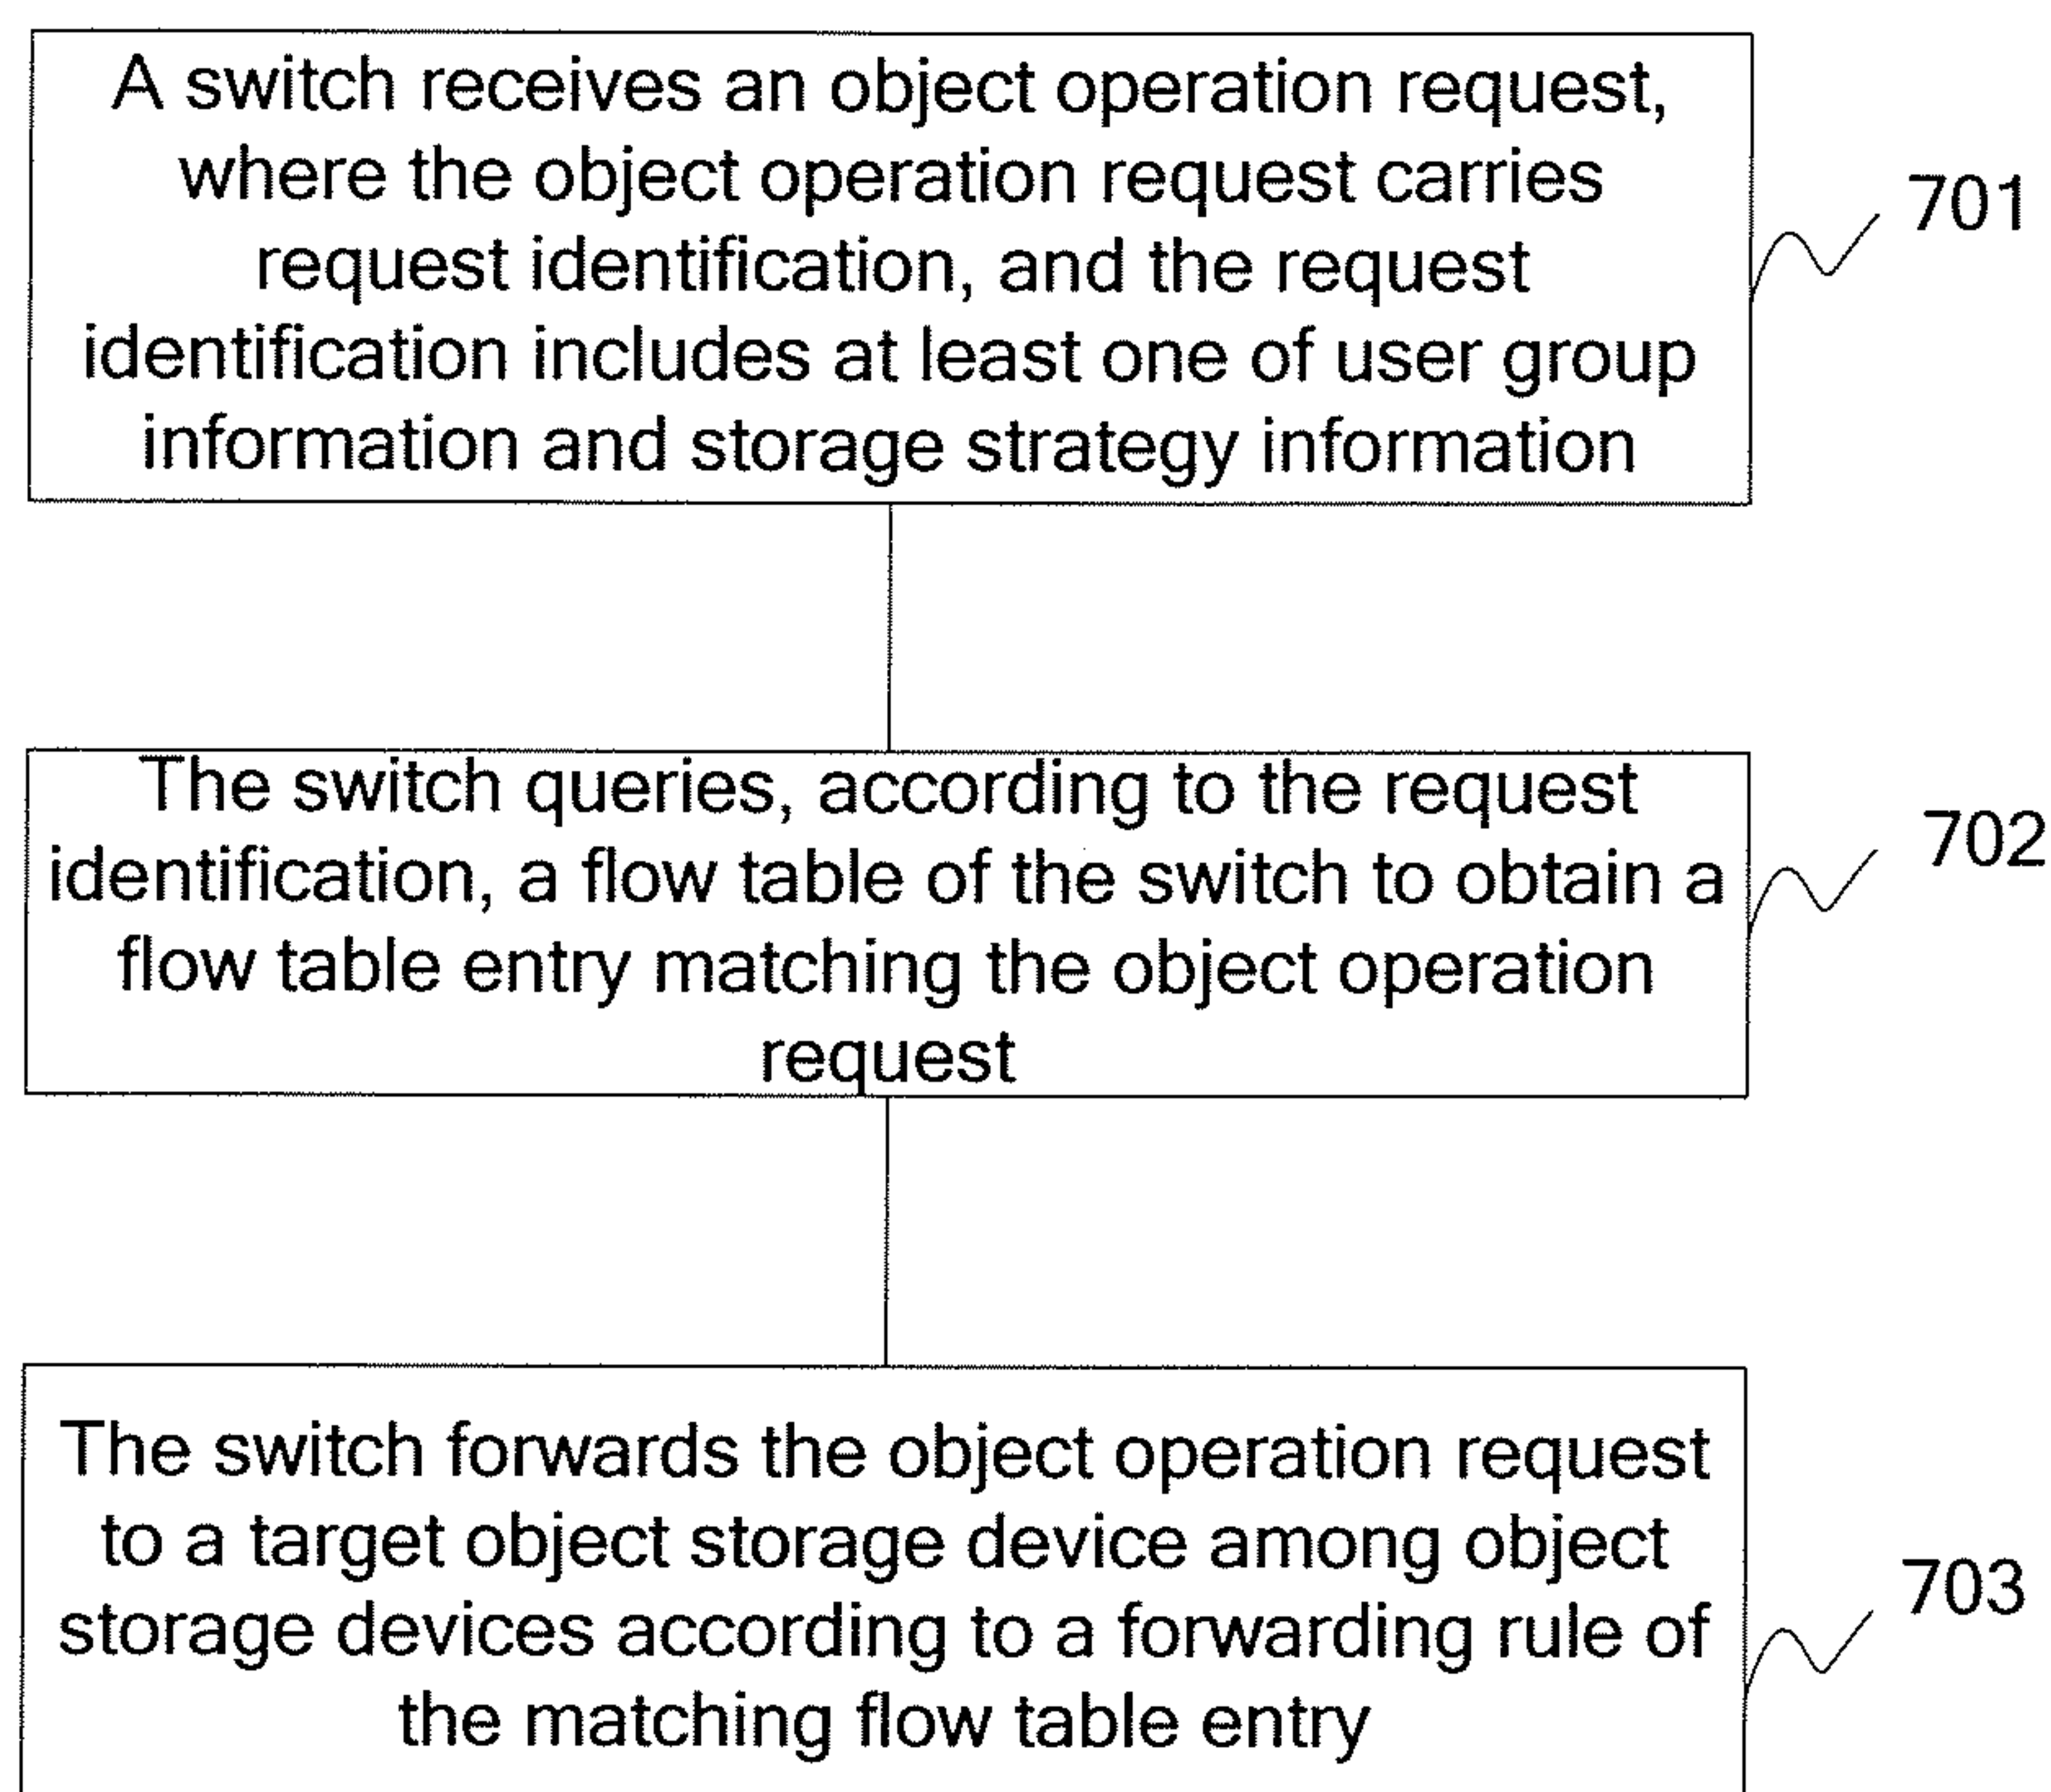 A switch receives an object operation request,
where the object operation request carries
request identification, and the request
identification includes at least one of user group
information and storage strategy information
701
The switch queries, according to the request
identification, a flow table of the switch to obtain a
flow table entry matching the object operation
request
702
The switch forwards the object operation request
to a target object storage device among object
storage devices according to a forwarding rule of
the matching flow table entry
703